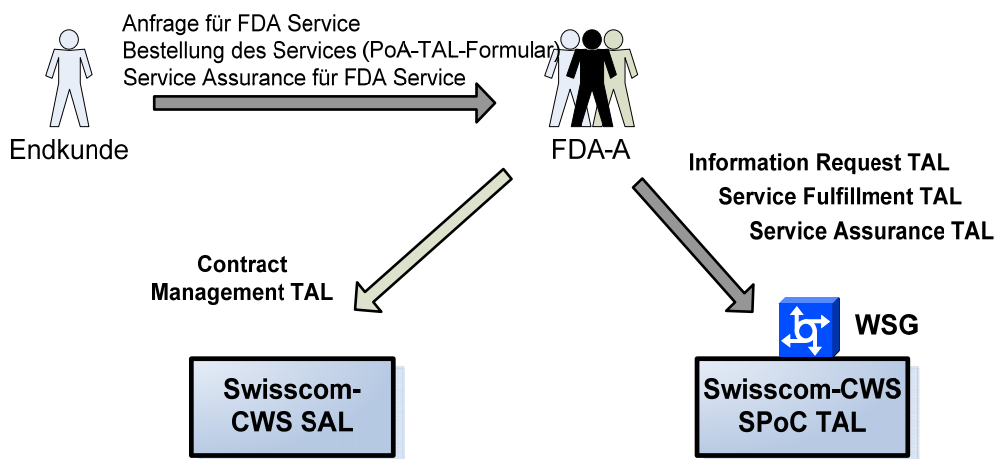 Anfrage für FDA Service
Bestellung des Services (PoA-TAL-Formular)
Service Assurance für FDA Service
Endkunde
FDA-A
Information Request TAL
Service Fulfillment TAL
Service Assurance TAL
Contract
Management TAL
WSG
Swisscom-
CWS SAL
Swisscom-CWS
SPoC TAL